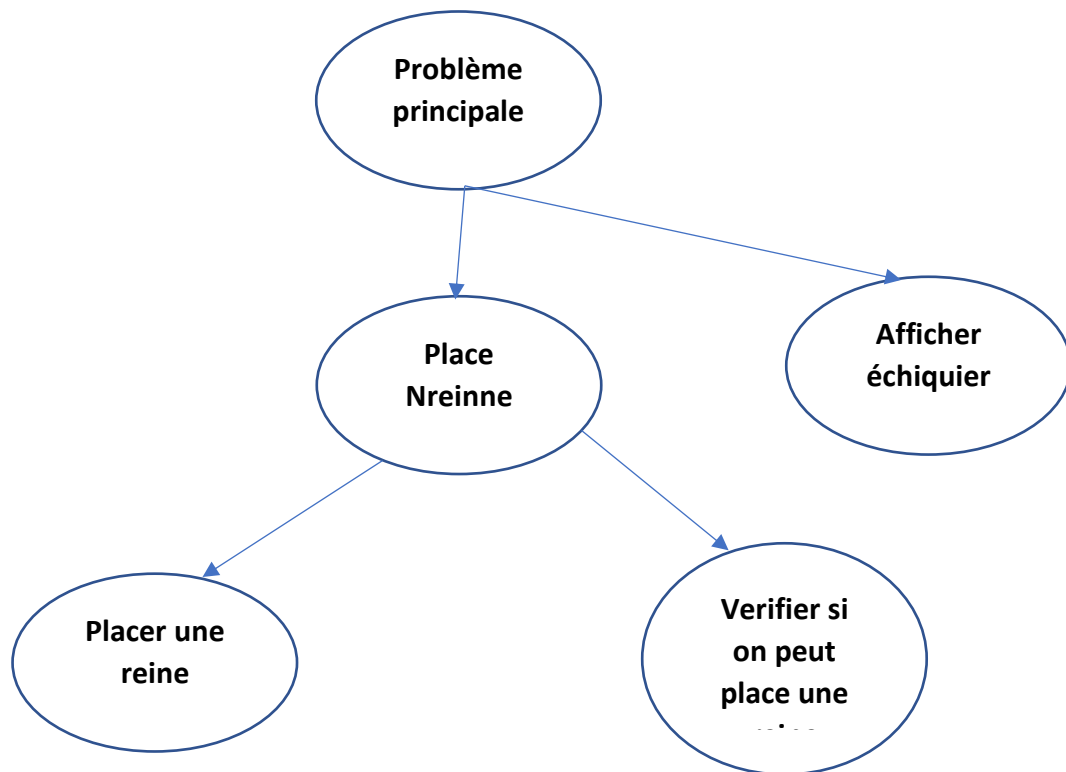 Problème
principale
Place
Nreinne
Afficher
échiquier
Placer une
reine
Verifier si
on peut
place une